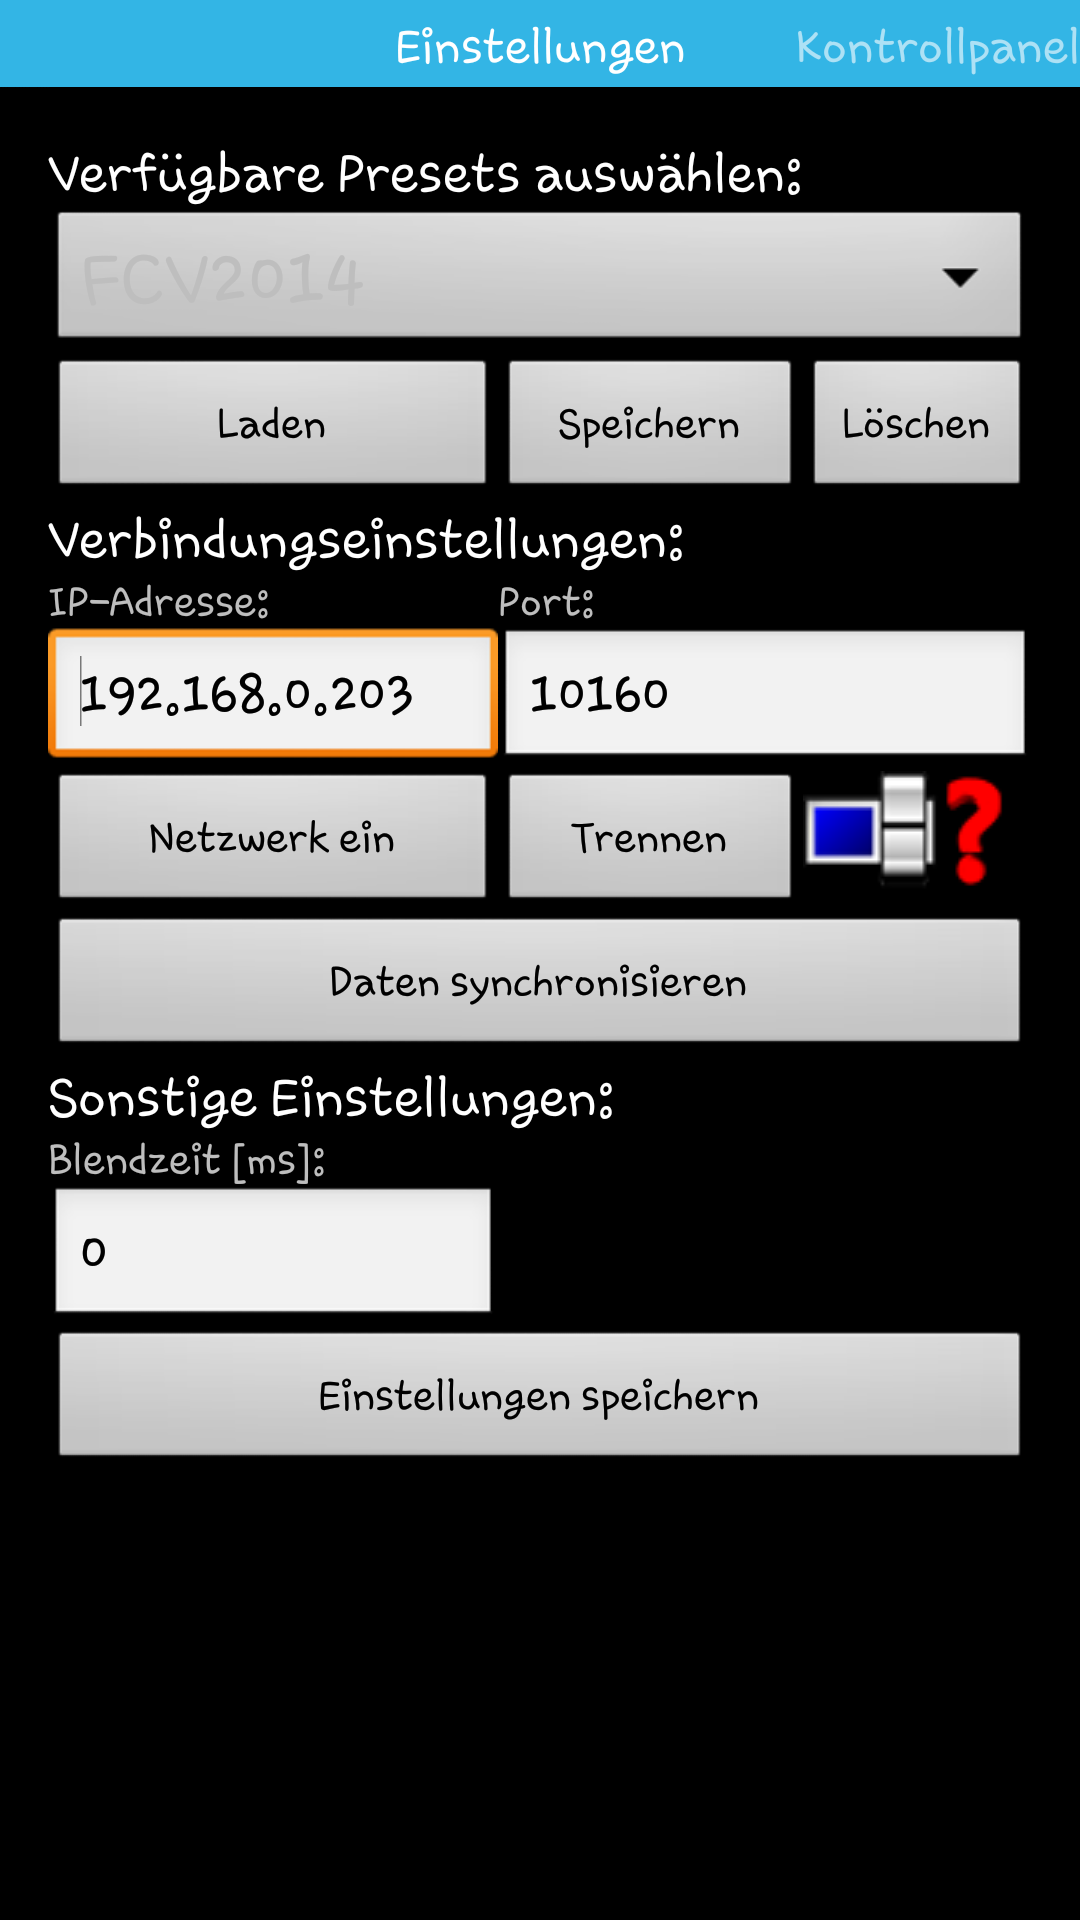 Einstellungen Kontrollpanel
Verfügbare Presets auswählen:
FCV2014
Laden Speichern Löschen
Verbindungseinstellungen:
IP-Adresse: Port:
192.168.0.203 10160
Netzwerk ein Trennen ?
Daten synchronisieren
Sonstige Einstellungen:
Blendzeit [ms]:
0
Einstellungen speichern